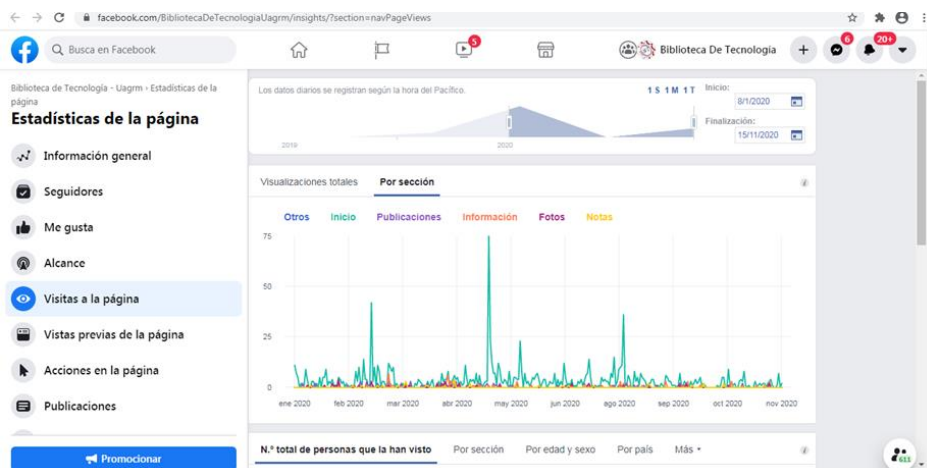 facebook.com/BibliotecaDeTecnologiaUagrm/insights/?section=navPageViews
Busca en Facebook
5
Biblioteca De Tecnología
6
20+
Biblioteca de Tecnología - Uagrm › Estadísticas de la
página
Estadísticas de la página
Información general
Seguidores
Me gusta
Alcance
Visitas a la página
Vistas previas de la página
Acciones en la página
Publicaciones
Promocionar
Los datos diarios se registran según la hora del Pacífico.
1 S 1 M 1 T
Inicio:
8/1/2020
Finalización:
15/11/2020
2019 2020
Visualizaciones totales Por sección
Otros Inicio Publicaciones Información Fotos Notas
75
50
25
0
ene 2020 feb 2020 mar 2020 abr 2020 may 2020 jun 2020 ago 2020 sep 2020 oct 2020 nov 2020
N.º total de personas que la han visto Por sección Por edad y sexo Por país Más
611